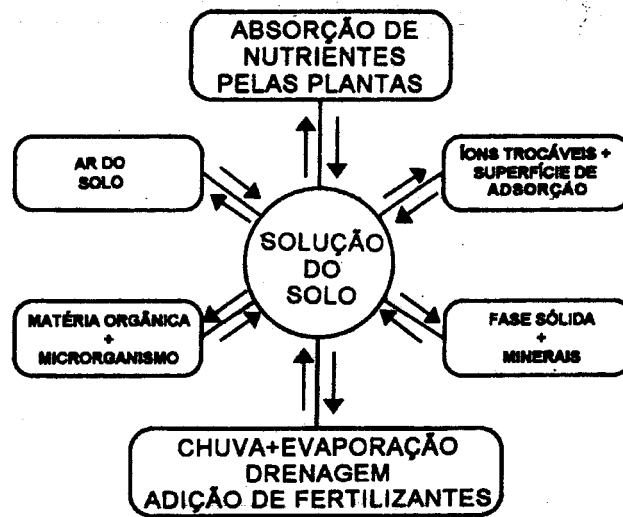 ABSORÇÃO DE
NUTRIENTES
PELAS PLANTAS
AR DO
SOLO
ÍONS TROCÁVEIS +
SUPERFÍCIE DE
ADSORÇÃO
SOLUÇÃO
DO
SOLO
MATÉRIA ORGÂNICA
+
MICRORGANISMO
FASE SÓLIDA
+
MINERAIS
CHUVA+EVAPORAÇÃO
DRENAGEM
ADIÇÃO DE FERTILIZANTES